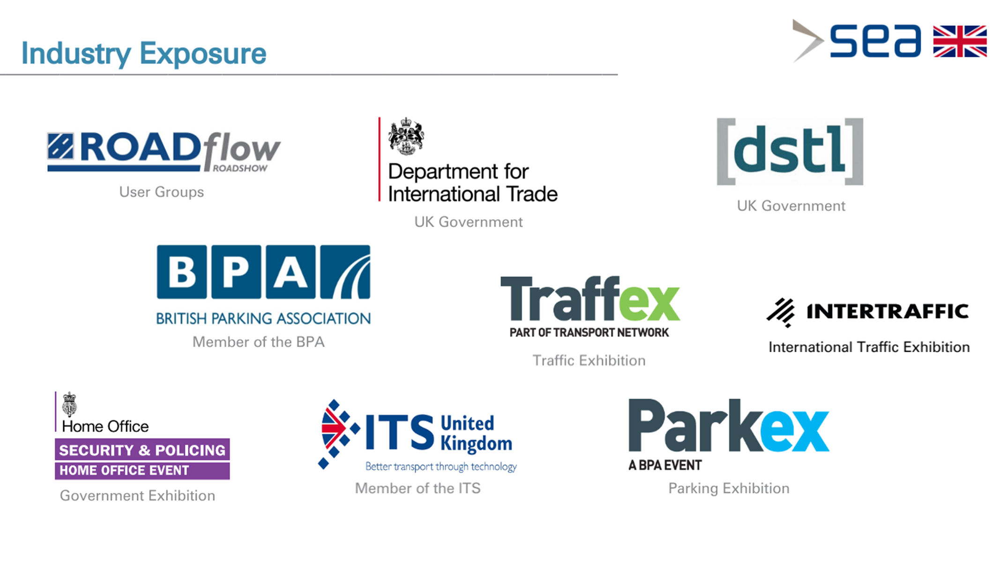 Industry Exposure
sea
ROADflow
ROADSHOW
User Groups
Department for
International Trade
UK Government
[dstl]
UK Government
BPA
BRITISH PARKING ASSOCIATION
Member of the BPA
Traffex
PART OF TRANSPORT NETWORK
Traffic Exhibition
INTERTRAFFIC
International Traffic Exhibition
Home Office
SECURITY & POLICING
HOME OFFICE EVENT
Government Exhibition
ITS United
Kingdom
Better transport through technology
Member of the ITS
Parkex
A BPA EVENT
Parking Exhibition